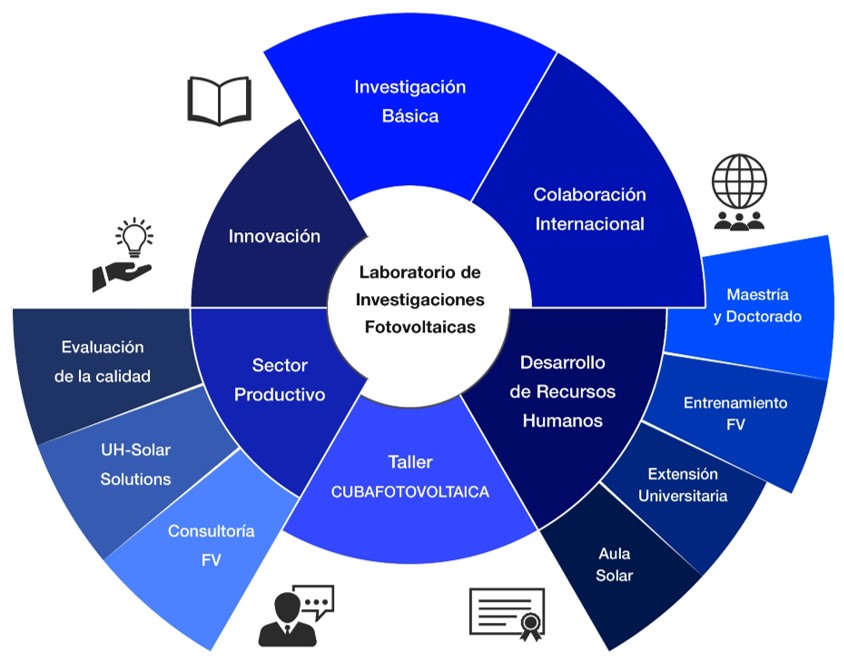 Investigación
Básica
Colaboración
Internacional
Innovación
Laboratorio de
Investigaciones
Fotovoltaicas
Maestría
y Doctorado
Evaluación
de la calidad
Sector
Productivo
Desarrollo
de Recursos
Humanos
Entrenamiento
FV
UH-Solar
Solutions
Taller
CUBAFOTOVOLTAICA
Extensión
Universitaria
Consultoría
FV
Aula
Solar